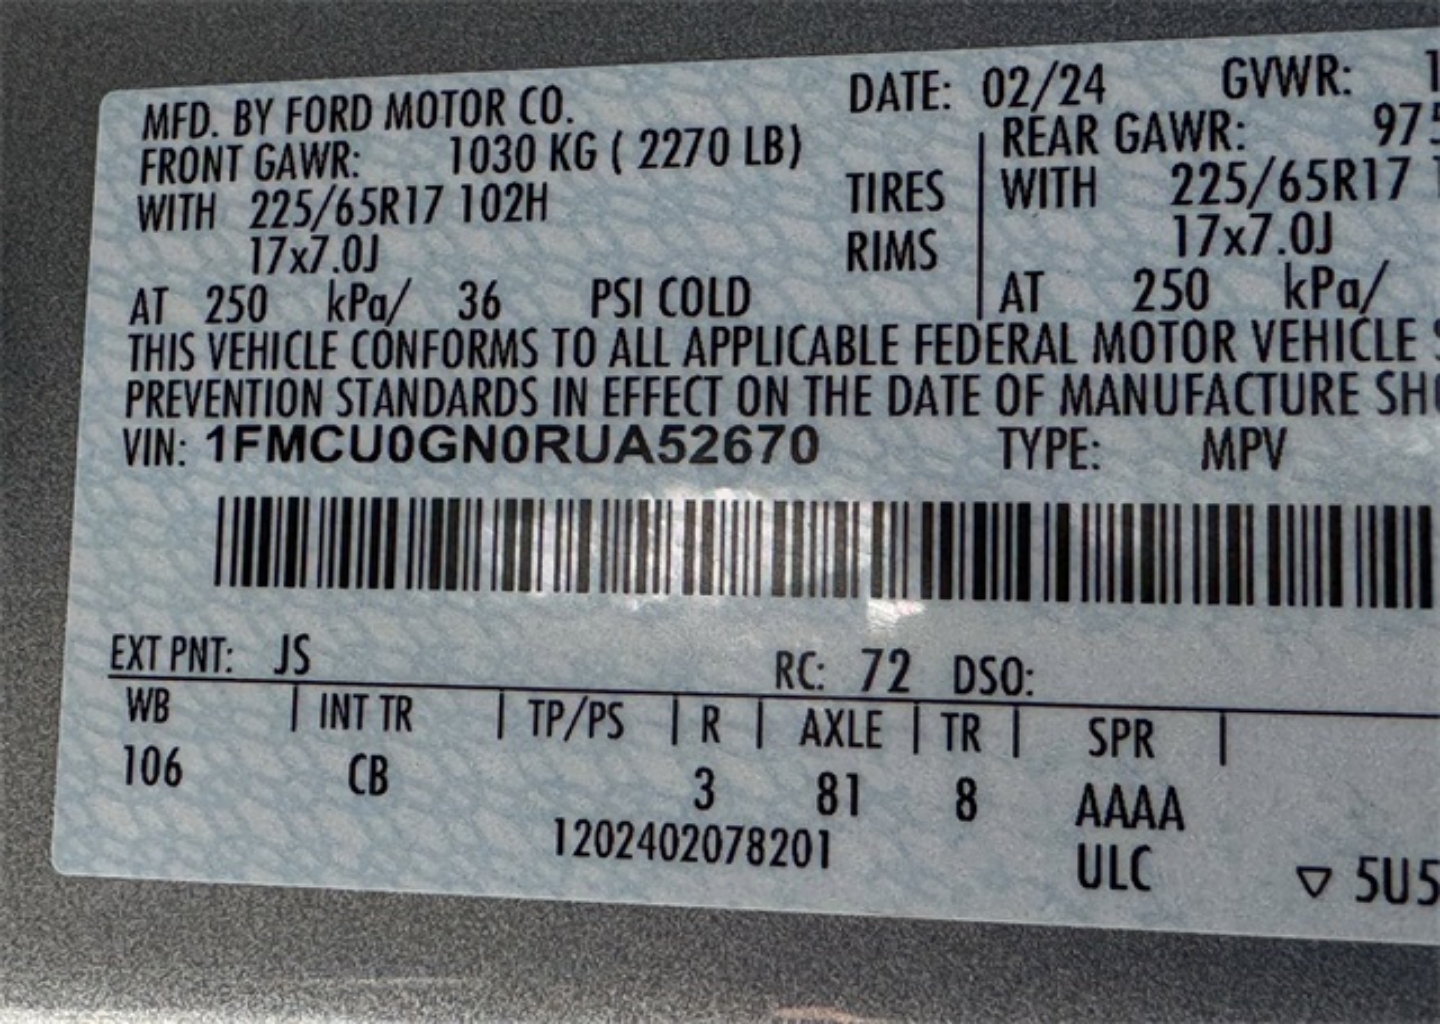 MFD. BY FORD MOTOR CO. DATE: 02/24 GVWR:
FRONT GAWR: 1030 KG ( 2270 LB) REAR GAWR:
WITH 225/65R17 102H TIRES WITH 225/65R17
17x7.0J RIMS 17x7.0J
AT 250 kPa/ 36 PSI COLD AT 250 kPa/
THIS VEHICLE CONFORMS TO ALL APPLICABLE FEDERAL MOTOR VEHICLE
PREVENTION STANDARDS IN EFFECT ON THE DATE OF MANUFACTURE
VIN: 1FMCU0GN0RUA52670 TYPE: MPV
EXT PNT: JS RC: 72 DSO:
WB | INT TR | TP/PS | R | AXLE | TR | SPR |
106 CB 3 81 8 AAAA
1202402078201 ULC